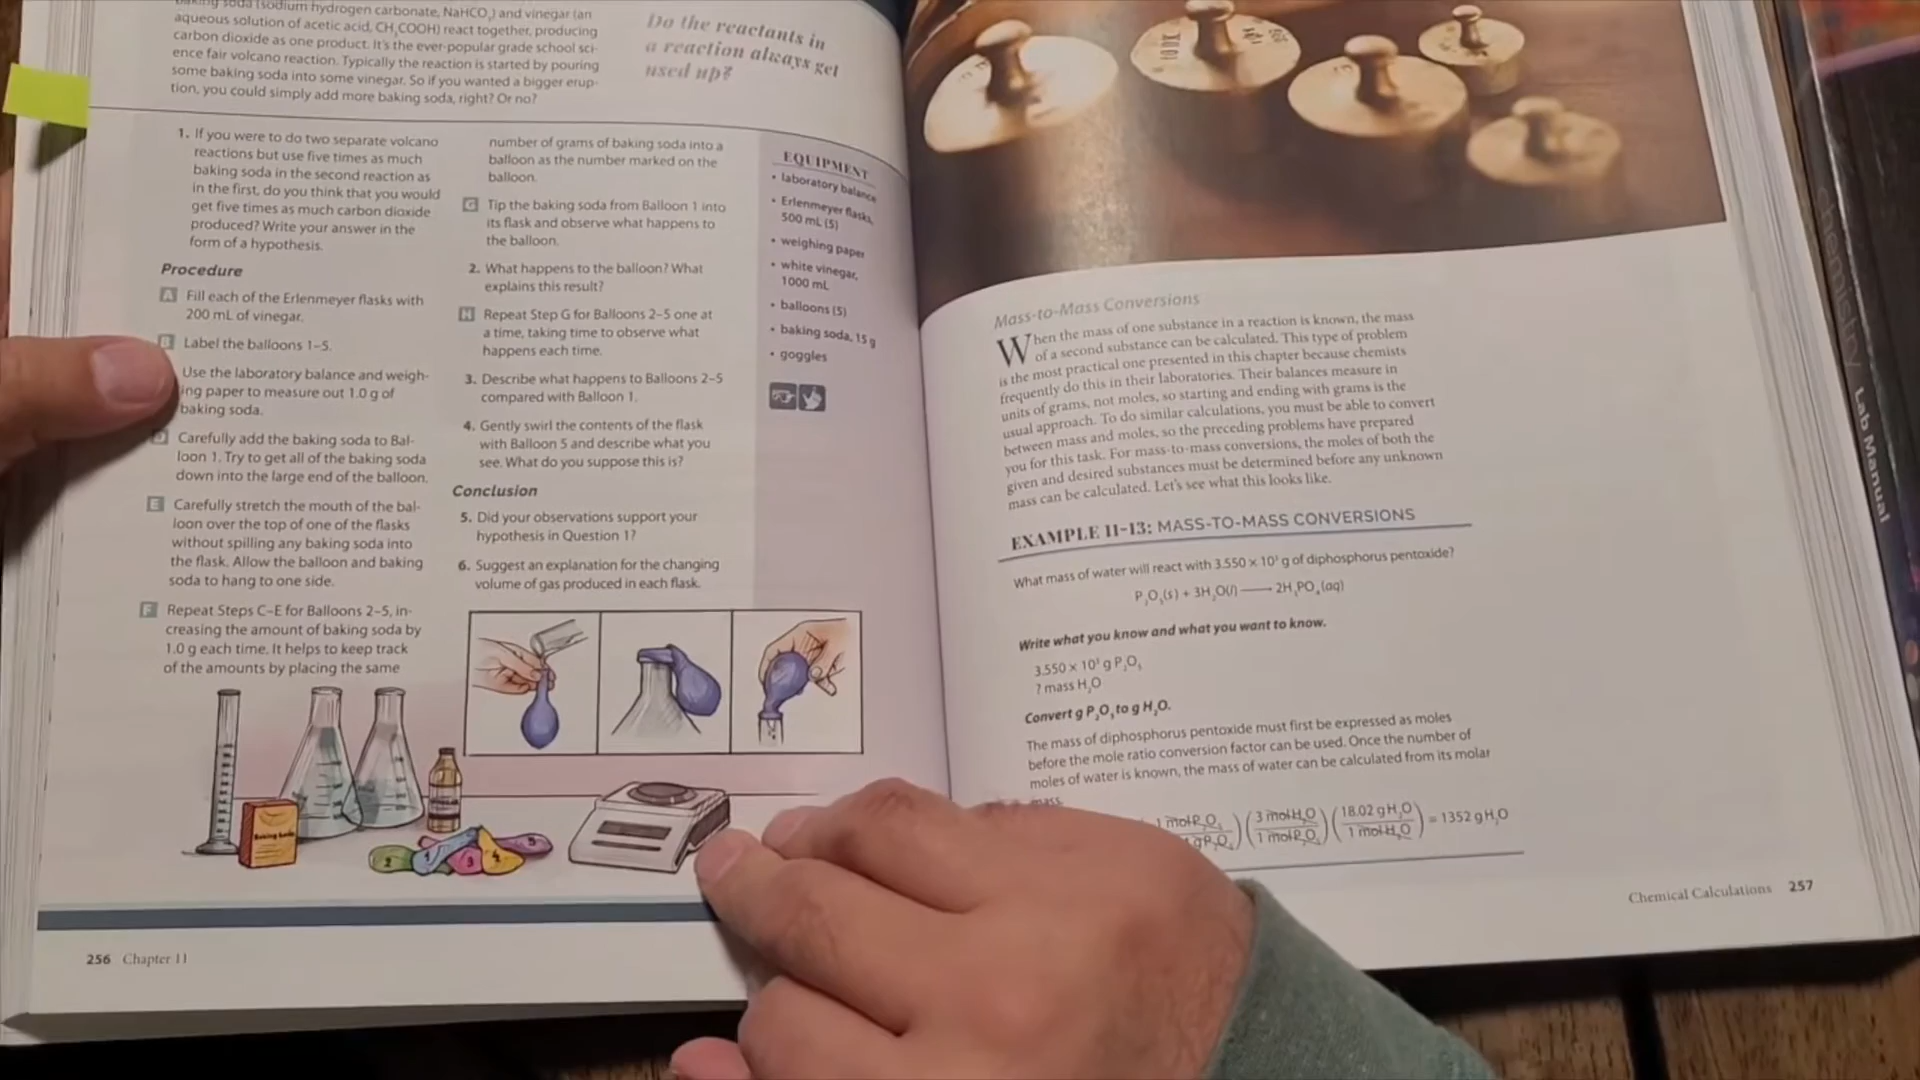 baking soda (sodium hydrogen carbonate, NaHCO₃) and vinegar (an
aqueous solution of acetic acid, CH₃COOH) react together, producing
carbon dioxide as one product. It's the ever-popular grade school sci-
ence fair volcano reaction. Typically the reaction is started by pouring
some baking soda into some vinegar. So if you wanted a bigger erup-
tion, you could simply add more baking soda, right? Or no?
Do the reactants in
a reaction always get
used up?
1. If you were to do two separate volcano
reactions but use five times as much
baking soda in the second reaction as
in the first, do you think that you would
get five times as much carbon dioxide
produced? Write your answer in the
form of a hypothesis.
Procedure
A Fill each of the Erlenmeyer flasks with
200 mL of vinegar.
B Label the balloons 1–5.
Use the laboratory balance and weigh-
ing paper to measure out 1.0 g of
baking soda.
D Carefully add the baking soda to Bal-
loon 1. Try to get all of the baking soda
down into the large end of the balloon.
E Carefully stretch the mouth of the bal-
loon over the top of one of the flasks
without spilling any baking soda into
the flask. Allow the balloon and baking
soda to hang to one side.
F Repeat Steps C–E for Balloons 2–5, in-
creasing the amount of baking soda by
1.0 g each time. It helps to keep track
of the amounts by placing the same
number of grams of baking soda into a
balloon as the number marked on the
balloon.
G Tip the baking soda from Balloon 1 into
its flask and observe what happens to
the balloon.
2. What happens to the balloon? What
explains this result?
H Repeat Step G for Balloons 2–5 one at
a time, taking time to observe what
happens each time.
3. Describe what happens to Balloons 2–5
compared with Balloon 1.
4. Gently swirl the contents of the flask
with Balloon 5 and describe what you
see. What do you suppose this is?
Conclusion
5. Did your observations support your
hypothesis in Question 1?
6. Suggest an explanation for the changing
volume of gas produced in each flask.
EQUIPMENT
• laboratory balance
• Erlenmeyer flasks,
500 mL (5)
• weighing paper
• white vinegar,
1000 mL
• balloons (5)
• baking soda, 15 g
• goggles
Baking Soda
2 1 3 4 5
256 Chapter 11
Mass-to-Mass Conversions
When the mass of one substance in a reaction is known, the mass
of a second substance can be calculated. This type of problem
is the most practical one presented in this chapter because chemists
frequently do this in their laboratories. Their balances measure in
units of grams, not moles, so starting and ending with grams is the
usual approach. To do similar calculations, you must be able to convert
between mass and moles, so the preceding problems have prepared
you for this task. For mass-to-mass conversions, the moles of both the
given and desired substances must be determined before any unknown
mass can be calculated. Let's see what this looks like.
EXAMPLE 11-13: MASS-TO-MASS CONVERSIONS
What mass of water will react with 3.550 × 10³ g of diphosphorus pentoxide?
P₂O₅(s) + 3H₂O(l) ⟶ 2H₃PO₄(aq)
Write what you know and what you want to know.
3.550 × 10³ g P₂O₅
? mass H₂O
Convert g P₂O₅ to g H₂O.
The mass of diphosphorus pentoxide must first be expressed as moles
before the mole ratio conversion factor can be used. Once the number of
moles of water is known, the mass of water can be calculated from its molar
mass.
1 mol P₂O₅ 3 mol H₂O 18.02 g H₂O
g P₂O₅ 1 mol P₂O₅ 1 mol H₂O = 1352 g H₂O
Chemical Calculations 257
chemistry Lab Manual